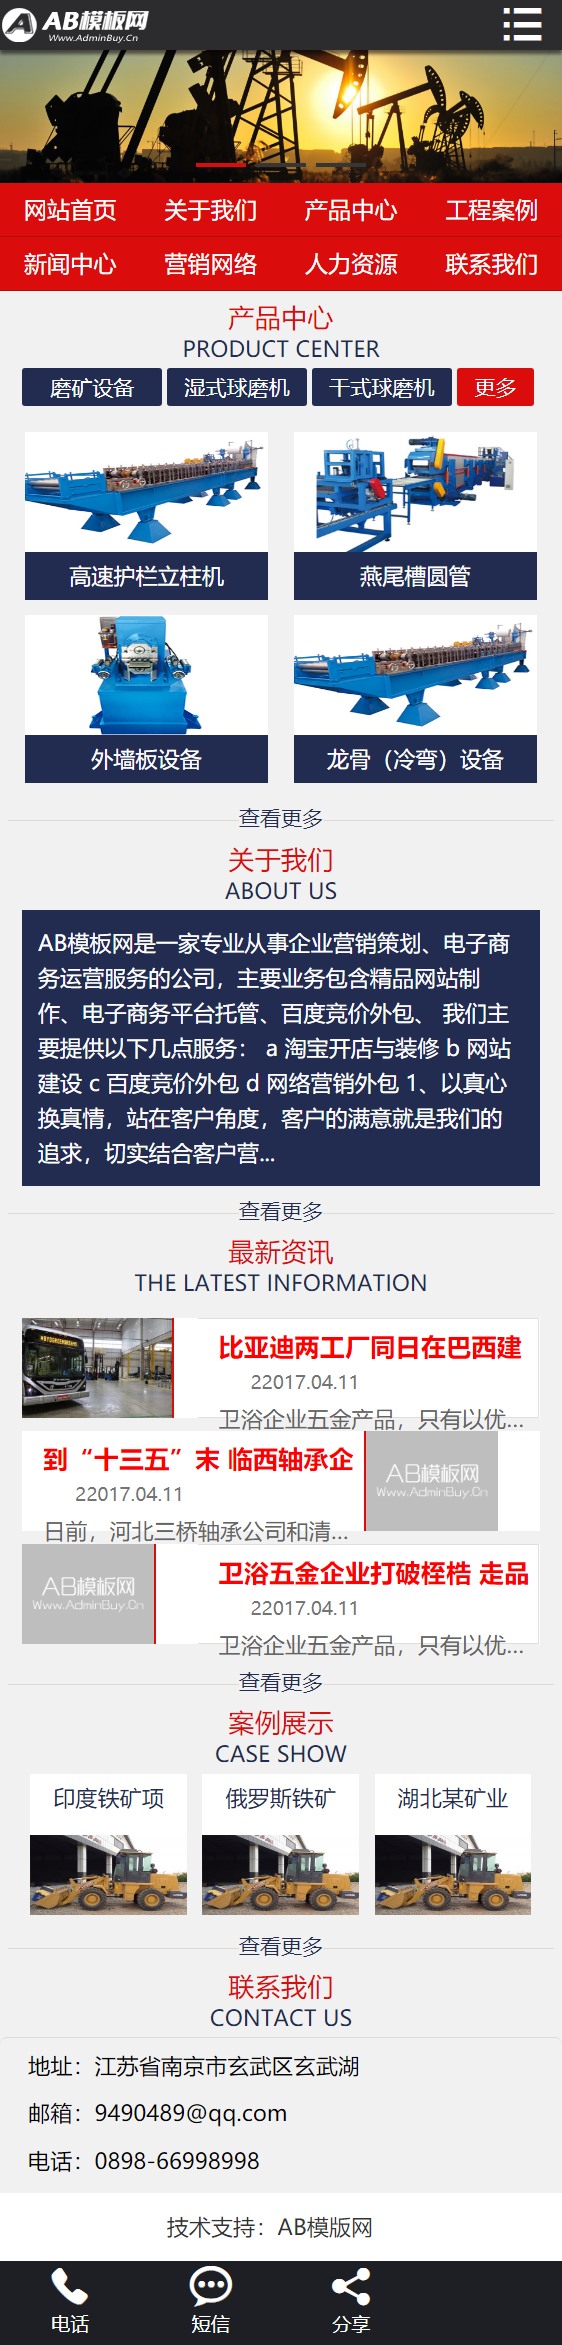 AB模板网
www.AdminBuy.Cn
网站首页 关于我们 产品中心 工程案例
新闻中心 营销网络 人力资源 联系我们
产品中心
PRODUCT CENTER
磨矿设备 湿式球磨机 干式球磨机 更多
高速护栏立柱机 燕尾槽圆管
外墙板设备 龙骨（冷弯）设备
查看更多
关于我们
ABOUT US
AB模板网是一家专业从事企业营销策划、电子商
务运营服务的公司，主要业务包含精品网站制
作、电子商务平台托管、百度竞价外包、 我们主
要提供以下几点服务： a 淘宝开店与装修 b 网站
建设 c 百度竞价外包 d 网络营销外包 1、以真心
换真情，站在客户角度，客户的满意就是我们的
追求，切实结合客户营...
查看更多
最新资讯
THE LATEST INFORMATION
比亚迪两工厂同日在巴西建
22017.04.11
卫浴企业五金产品，只有以优...
到“十三五”末 临西轴承企
22017.04.11
日前，河北三桥轴承公司和清...
AB模板网
www.AdminBuy.Cn
卫浴五金企业打破桎梏 走品
22017.04.11
卫浴企业五金产品，只有以优...
AB模板网
www.AdminBuy.Cn
查看更多
案例展示
CASE SHOW
印度铁矿项 俄罗斯铁矿 湖北某矿业
查看更多
联系我们
CONTACT US
地址：江苏省南京市玄武区玄武湖
邮箱：9490489@qq.com
电话：0898-66998998
技术支持：AB模版网
电话 短信 分享